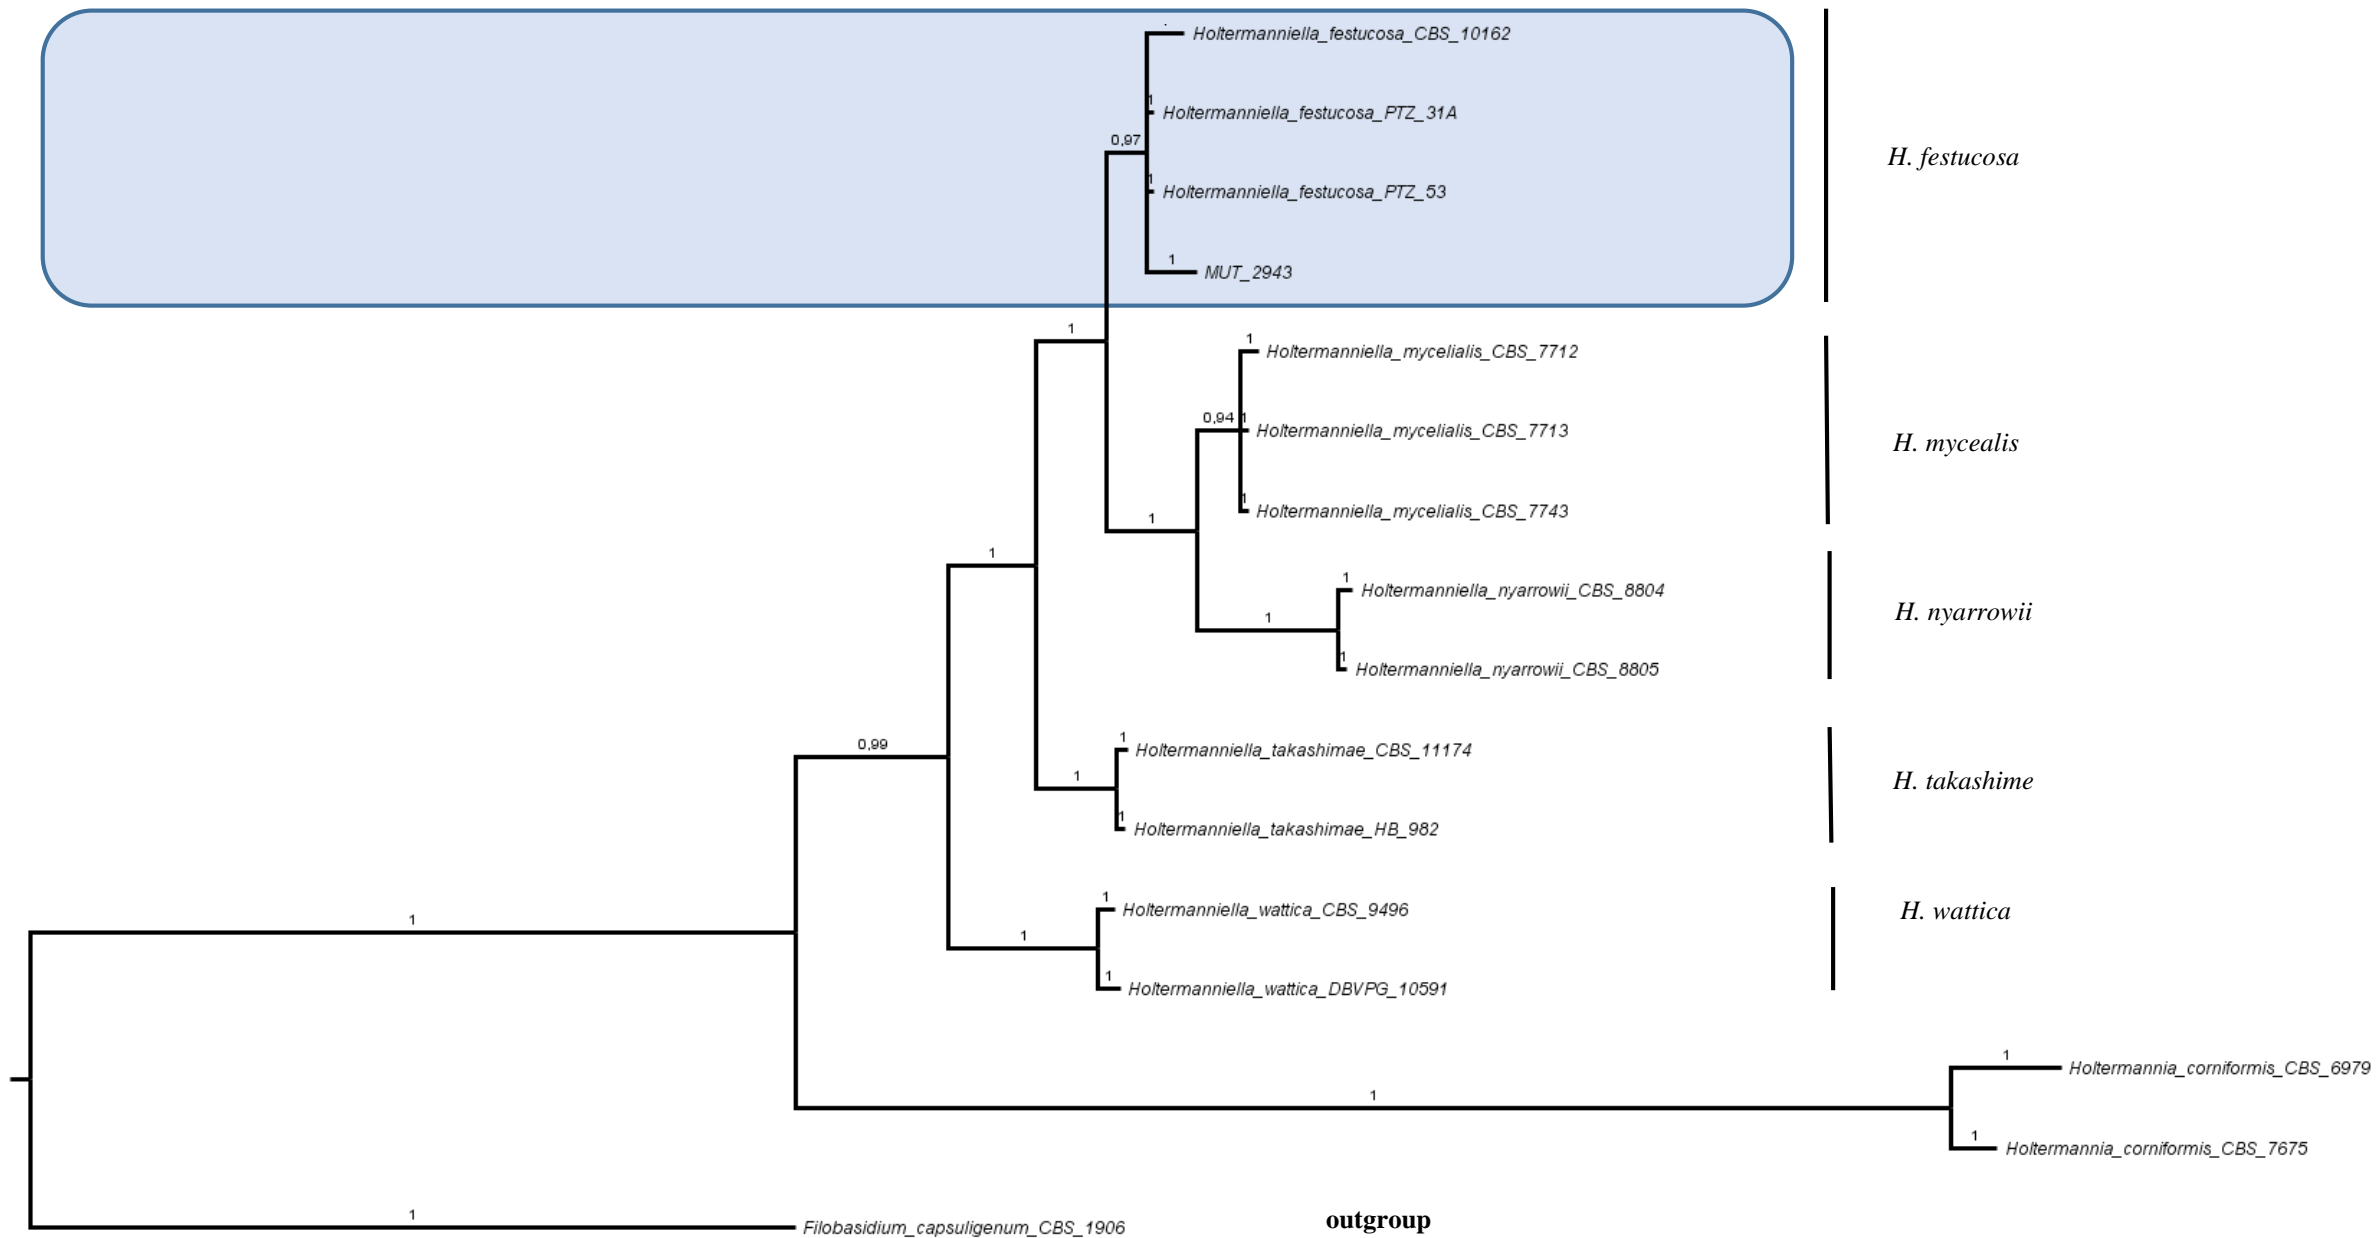 Holtermanniella_festucosa_CBS_10162
1
Holtermanniella_festucosa_PTZ_31A
0,97
H. festucosa
1
Holtermanniella_festucosa_PTZ_53
1
MUT_2943
1
1
Holtermanniella_mycelialis_CBS_7712
0,94
1
Holtermanniella_mycelialis_CBS_7713
H. mycealis
1
Holtermanniella_mycelialis_CBS_7743
1
1
1
Holtermanniella_nyarrowii_CBS_8804
1
H. nyarrowii
1
Holtermanniella_nyarrowii_CBS_8805
1
Holtermanniella_takashimae_CBS_11174
0,99
1
H. takashime
1
Holtermanniella_takashimae_HB_982
1
Holtermanniella_wattica_CBS_9496
H. wattica
1
1
1
Holtermanniella_wattica_DBVPG_10591
1
Holtermannia_corniformis_CBS_6979
1
1
Holtermannia_corniformis_CBS_7675
1
Filobasidium_capsuligenum_CBS_1906
outgroup